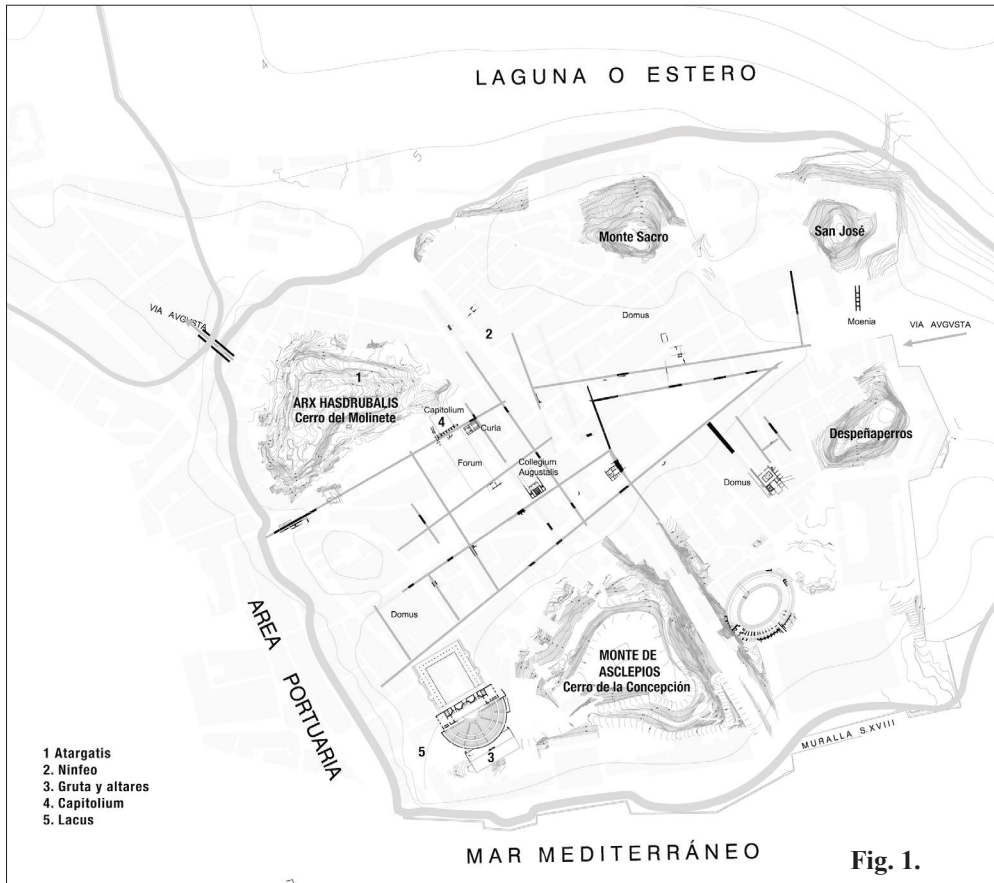 LAGUNA O ESTERO
Monte Sacro
San José
VIA AVGVSTA
Domus
2
Moenia
VIA AVGVSTA
1
ARX HASDRUBALIS
Cerro del Molinete
Capitolium
4
Curia
Forum
Collegium
Augustalis
Despeñaperros
Domus
Domus
MONTE DE
ASCLEPIOS
Cerro de la Concepción
AREA PORTUARIA
5
3
MURALLA S.XVIII
1 Atargatis
2. Ninfeo
3. Gruta y altares
4. Capitolium
5. Lacus
MAR MEDITERRÁNEO
Fig. 1.